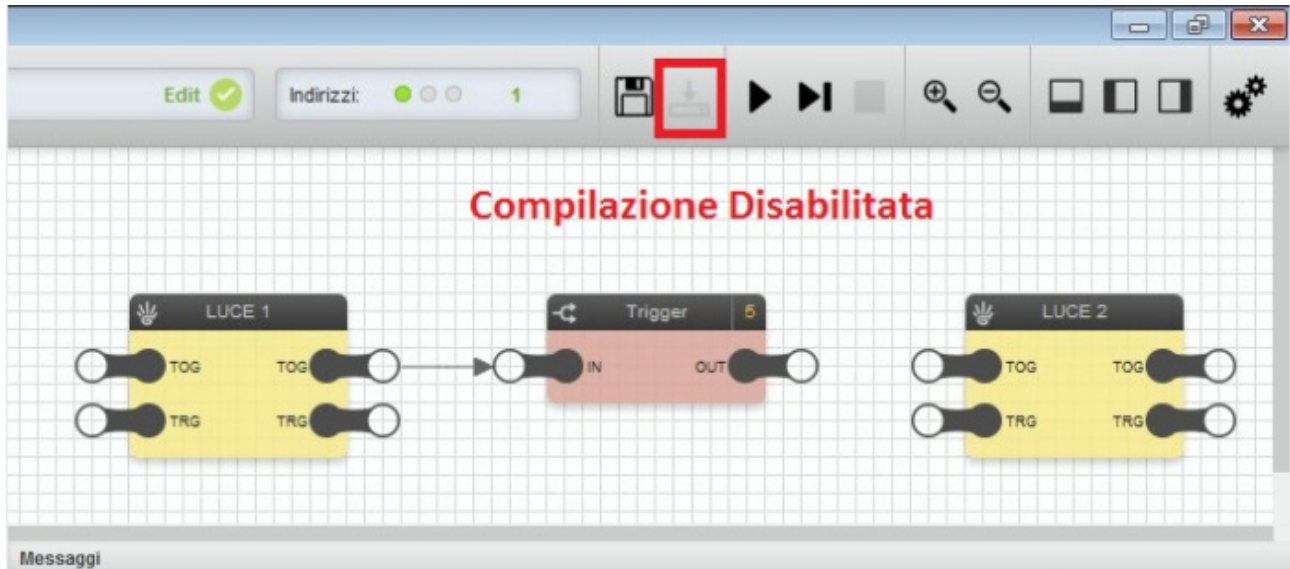 Edit
Indirizzi: 1
Compilazione Disabilitata
LUCE 1
TOG TOG
TRG TRG
Trigger 5
IN OUT
LUCE 2
TOG TOG
TRG TRG
Messaggi